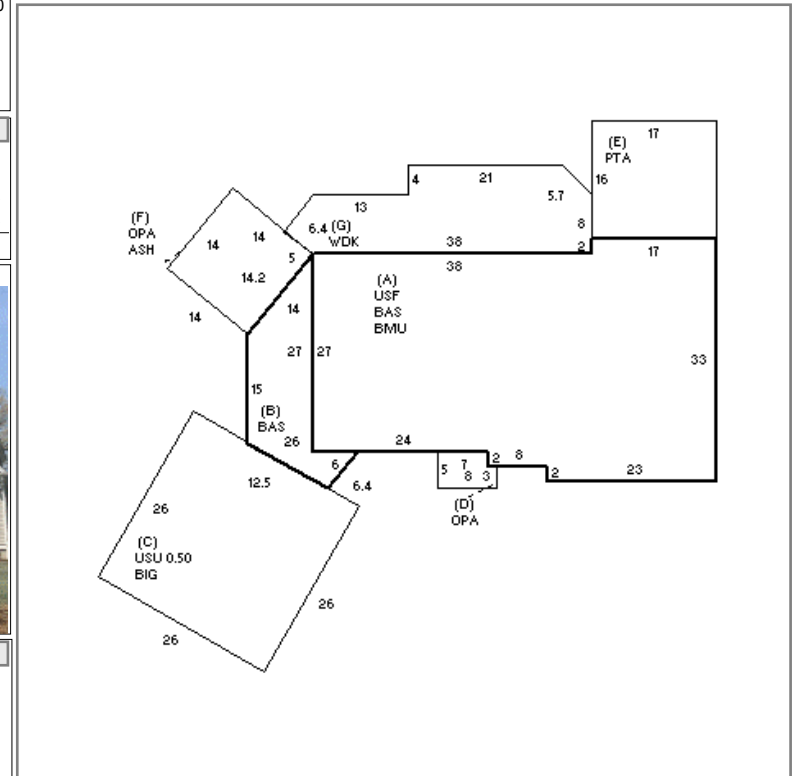 17
(E)
PTA
4
21
16
5.7
13
8
(F)
OPA
ASH
14
14
6.4
(G)
WDK
38
2
17
5
14.2
38
(A)
USF
BAS
BMU
14
14
27
27
33
15
(B)
BAS
26
24
6
2
8
5
7
8
3
2
23
12.5
6.4
(D)
OPA
26
(C)
USU 0.50
BIG
26
26